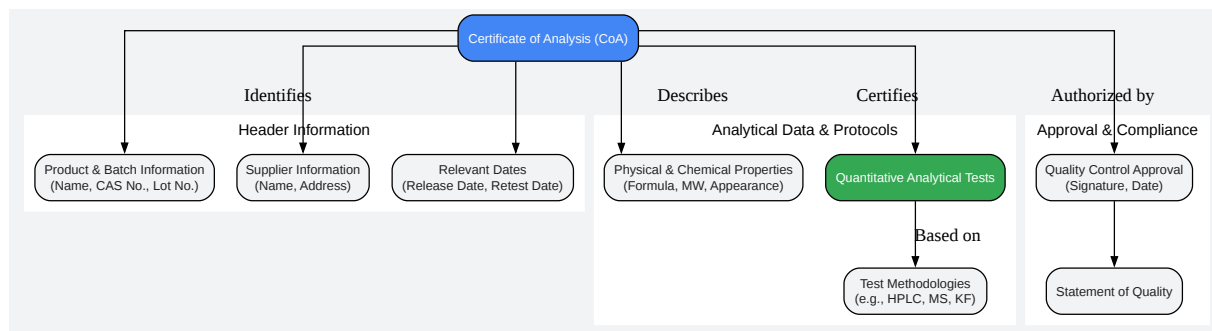 Certificate of Analysis (CoA)
Identifies
Describes
Certifies
Authorized by
Header Information
Analytical Data & Protocols
Approval & Compliance
Product & Batch Information
(Name, CAS No., Lot No.)
Supplier Information
(Name, Address)
Relevant Dates
(Release Date, Retest Date)
Physical & Chemical Properties
(Formula, MW, Appearance)
Quantitative Analytical Tests
Quality Control Approval
(Signature, Date)
Based on
Test Methodologies
(e.g., HPLC, MS, KF)
Statement of Quality